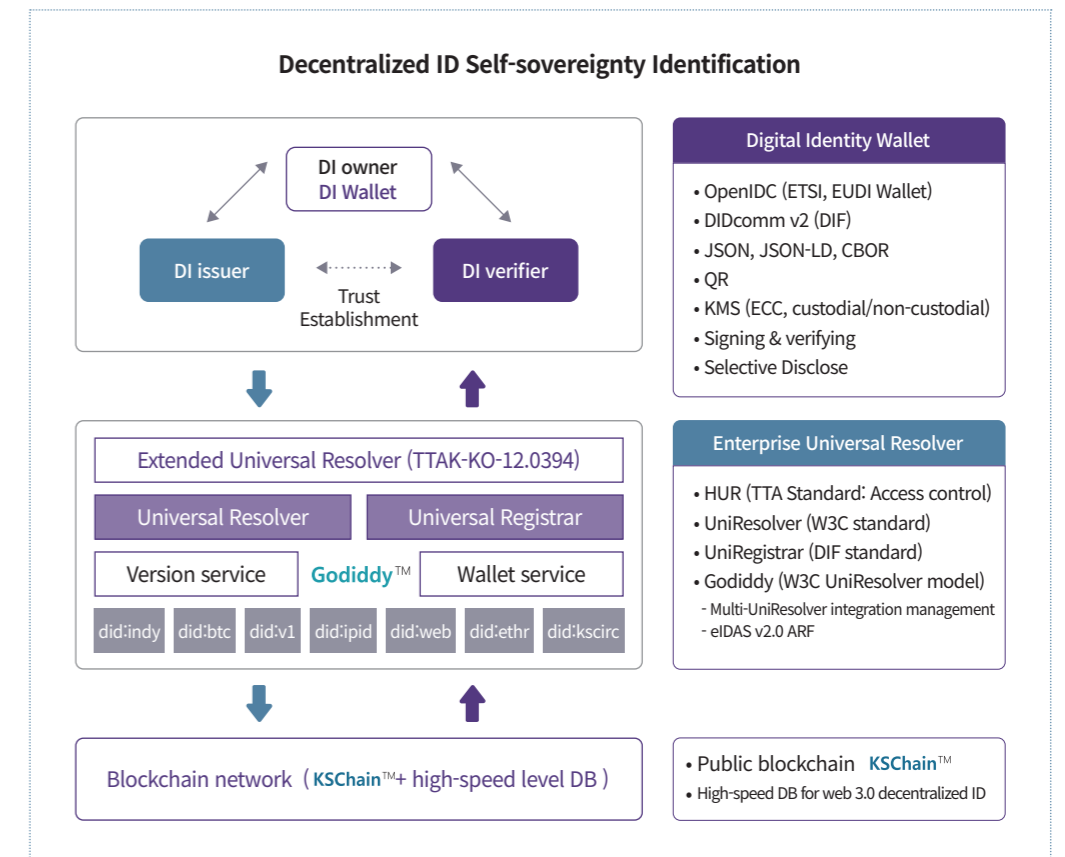 Decentralized ID Self-sovereignty Identification
DI owner
DI Wallet
DI issuer
DI verifier
Trust
Establishment
Digital Identity Wallet
• OpenIDC (ETSI, EUDI Wallet)
• DIDcomm v2 (DIF)
• JSON, JSON-LD, CBOR
• QR
• KMS (ECC, custodial/non-custodial)
• Signing & verifying
• Selective Disclose
Extended Universal Resolver (TTAK-KO-12.0394)
Universal Resolver
Universal Registrar
Version service
Godiddy™
Wallet service
did:indy
did:btc
did:v1
did:ipid
did:web
did:ethr
did:kscirc
Enterprise Universal Resolver
• HUR (TTA Standard: Access control)
• UniResolver (W3C standard)
• UniRegistrar (DIF standard)
• Godiddy (W3C UniResolver model)
- Multi-UniResolver integration management
- eIDAS v2.0 ARF
Blockchain network ( KSChain™+ high-speed level DB )
• Public blockchain KSChain™
• High-speed DB for web 3.0 decentralized ID